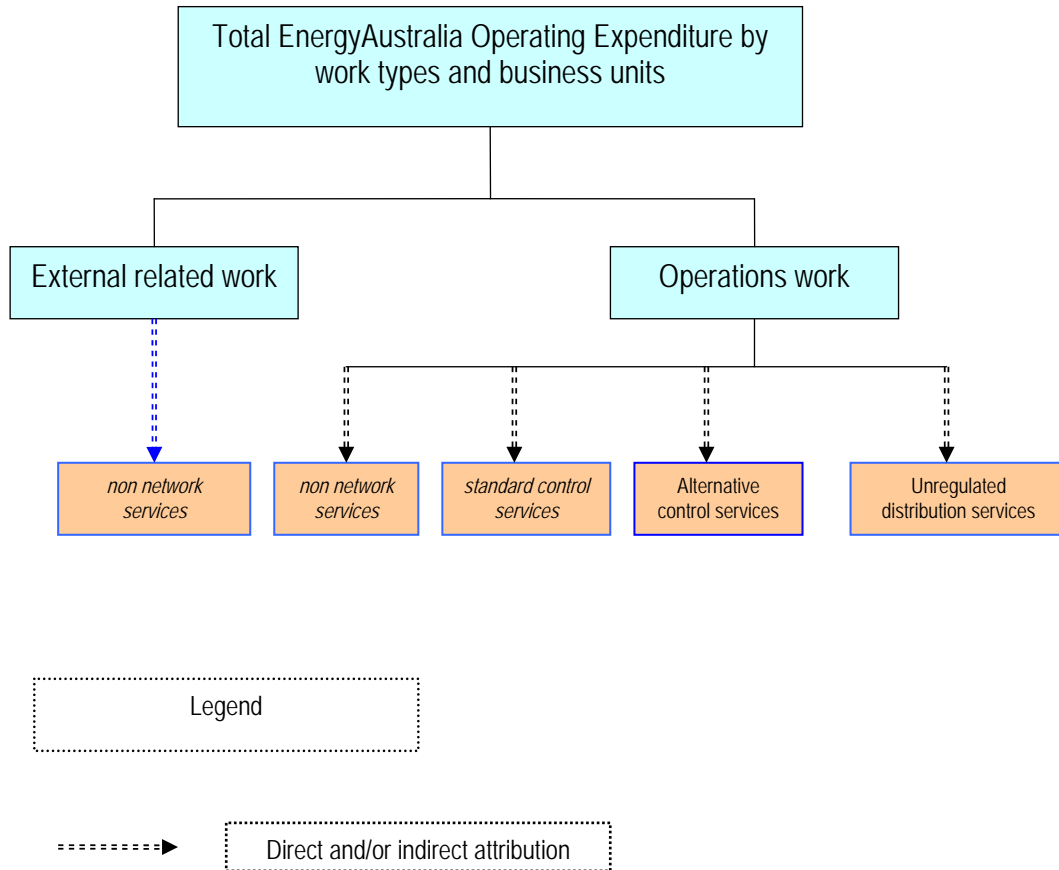 Total EnergyAustralia Operating Expenditure by
work types and business units
External related work
Operations work
non network
services
non network
services
standard control
services
Alternative
control services
Unregulated
distribution services
Legend
Direct and/or indirect attribution